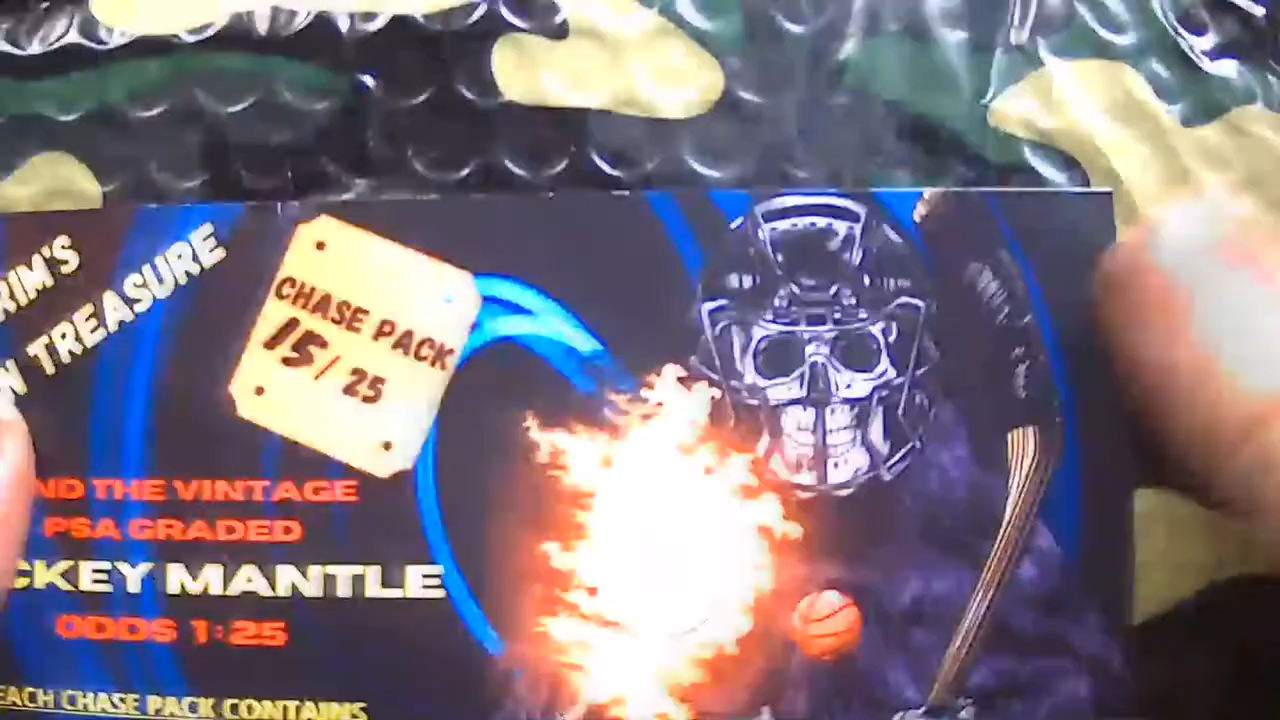 RIM'S
N TREASURE
CHASE PACK
15/ 25
ND THE VINTAGE
PSA GRADED
CKEY MANTLE
ODDS 1:25
EACH CHASE PACK CONTAINS